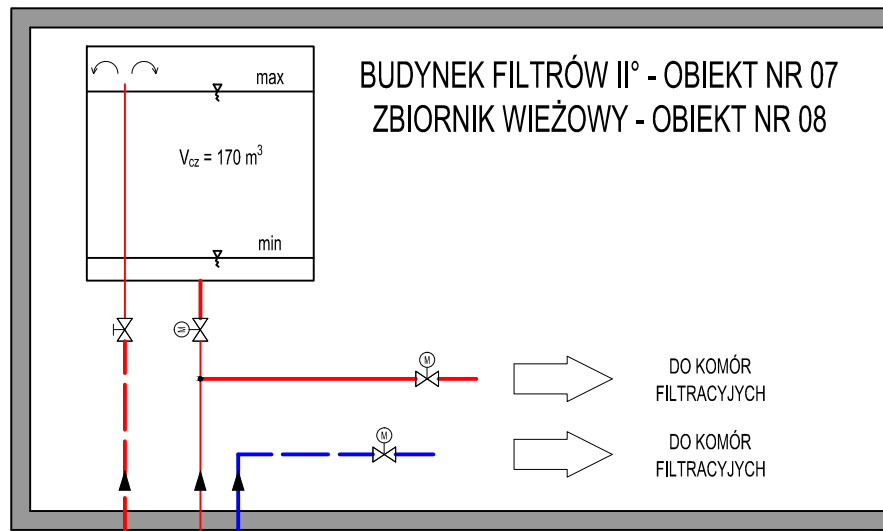 BUDYNEK FILTRÓW II° - OBIEKT NR 07
ZBIORNIK WIEŻOWY - OBIEKT NR 08
max
Vcz = 170 m³
min
M
M
DO KOMÓR
FILTRACYJYCH
M
DO KOMÓR
FILTRACYJYCH